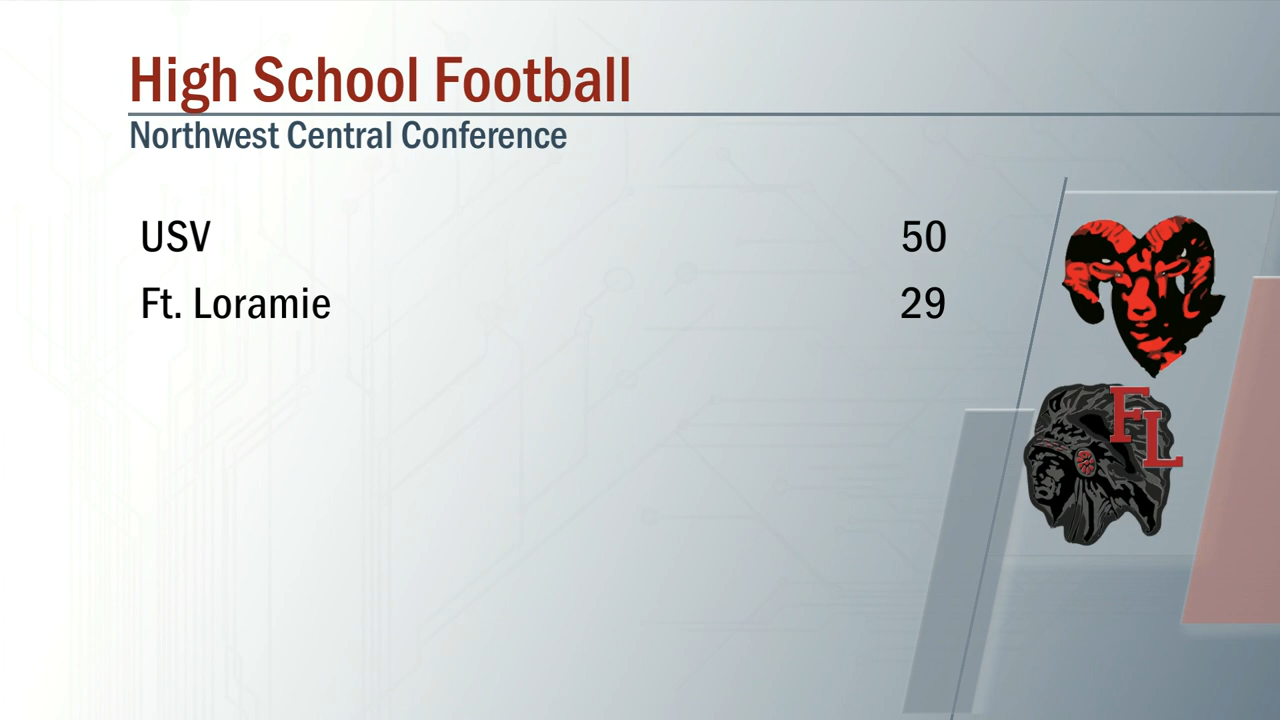 High School Football
Northwest Central Conference
USV 50
Ft. Loramie 29
FL